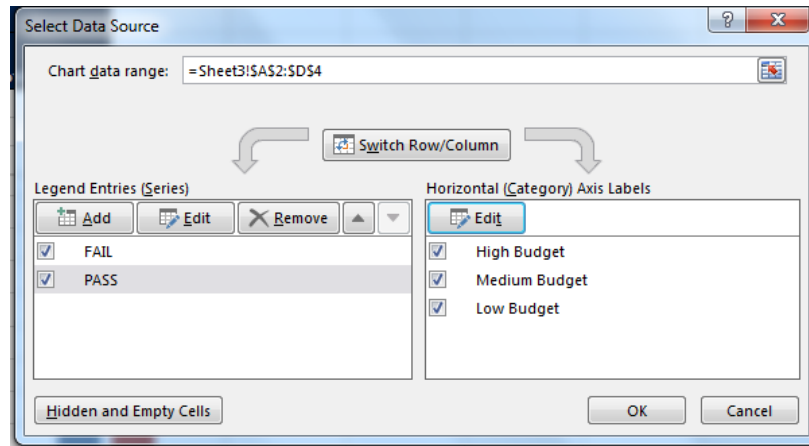 Select Data Source
? X
Chart data range: =Sheet3!$A$2:$D$4
Switch Row/Column
Legend Entries (Series)
Add Edit Remove
FAIL
PASS
Horizontal (Category) Axis Labels
Edit
High Budget
Medium Budget
Low Budget
Hidden and Empty Cells
OK Cancel